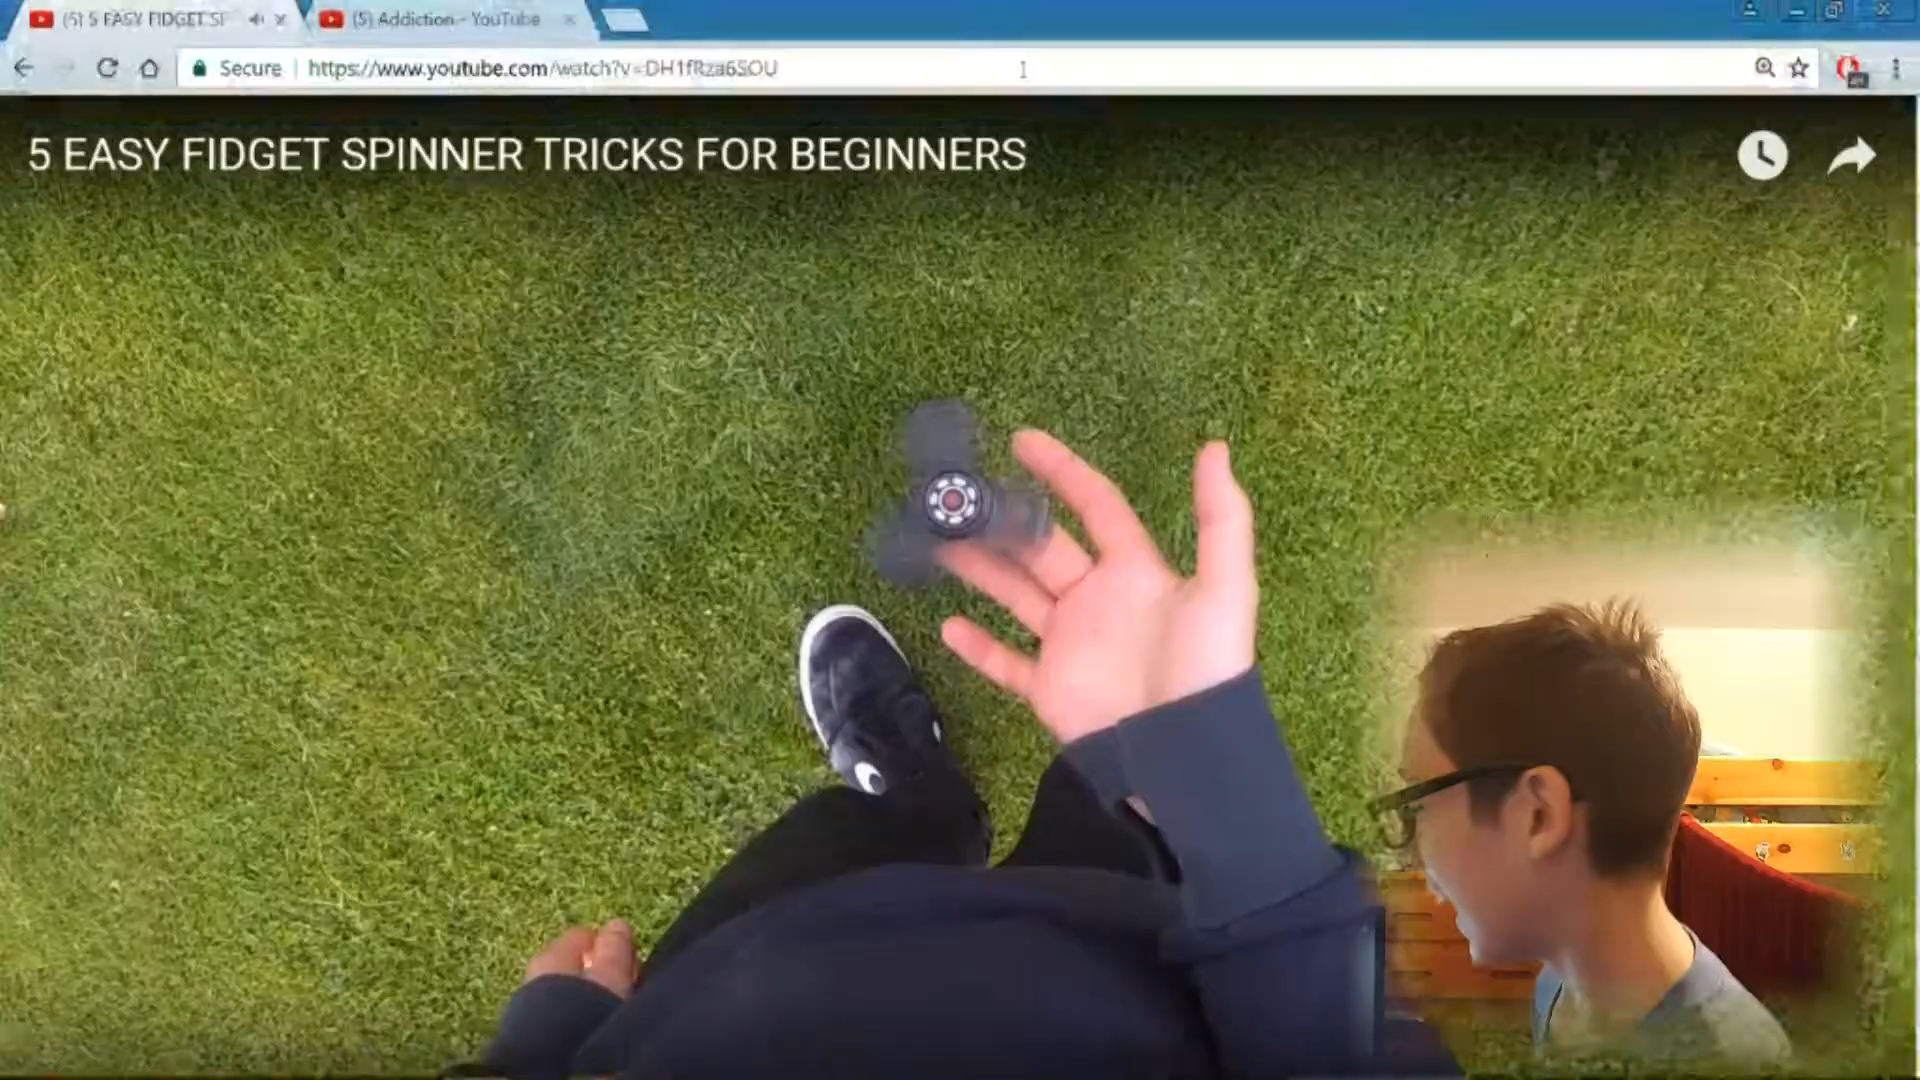 (5) 5 EASY FIDGET SP
(5) Addiction - YouTube
Secure
https://www.youtube.com/watch?v=DH1fRza6SOU
5 EASY FIDGET SPINNER TRICKS FOR BEGINNERS